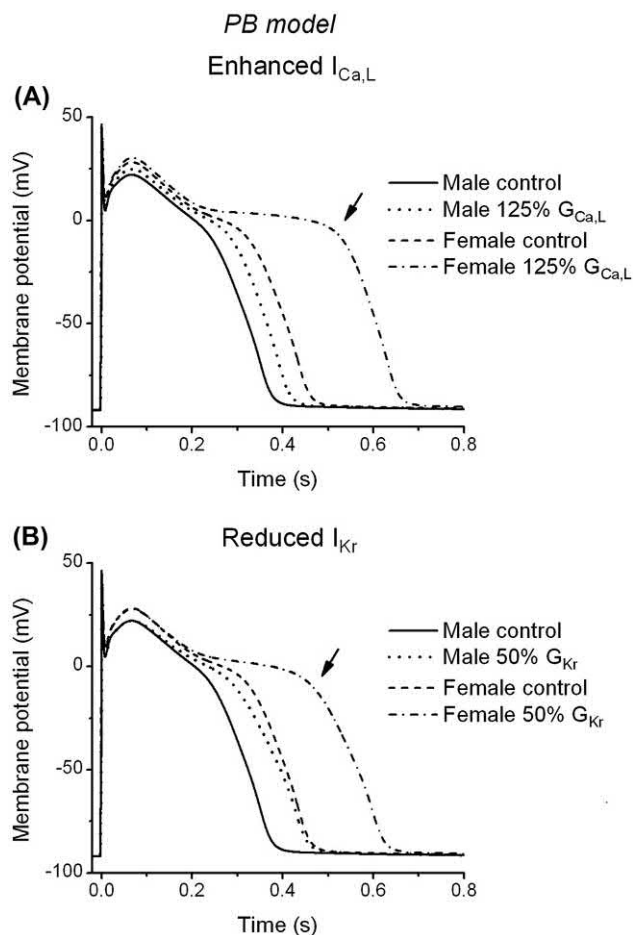 PB model
Enhanced I_Ca,L
(A)
50
0
-50
-100
Membrane potential (mV)
Male control
Male 125% G_Ca,L
Female control
Female 125% G_Ca,L
0.0 0.2 0.4 0.6 0.8
Time (s)
(B)
Reduced I_Kr
50
0
-50
-100
Membrane potential (mV)
Male control
Male 50% G_Kr
Female control
Female 50% G_Kr
0.0 0.2 0.4 0.6 0.8
Time (s)